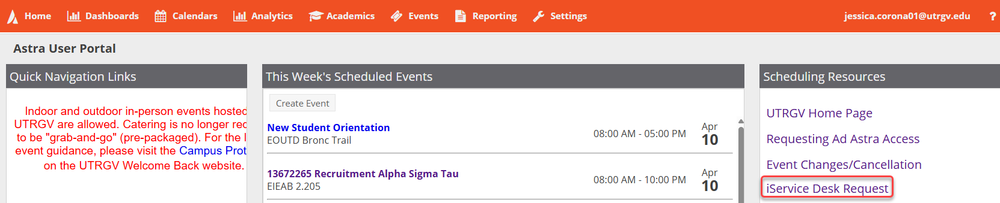 Home Dashboards Calendars Analytics Academics Events Reporting Settings jessica.corona01@utrgv.edu ?
Astra User Portal
Quick Navigation Links
Indoor and outdoor in-person events hosted
UTRGV are allowed. Catering is no longer rec
to be "grab-and-go" (pre-packaged). For the l
event guidance, please visit the Campus Prot
on the UTRGV Welcome Back website.
This Week's Scheduled Events
Create Event
New Student Orientation
EOUTD Bronc Trail
08:00 AM - 05:00 PM
Apr
10
13672265 Recruitment Alpha Sigma Tau
EIEAB 2.205
08:00 AM - 10:00 PM
Apr
10
Scheduling Resources
UTRGV Home Page
Requesting Ad Astra Access
Event Changes/Cancellation
iService Desk Request